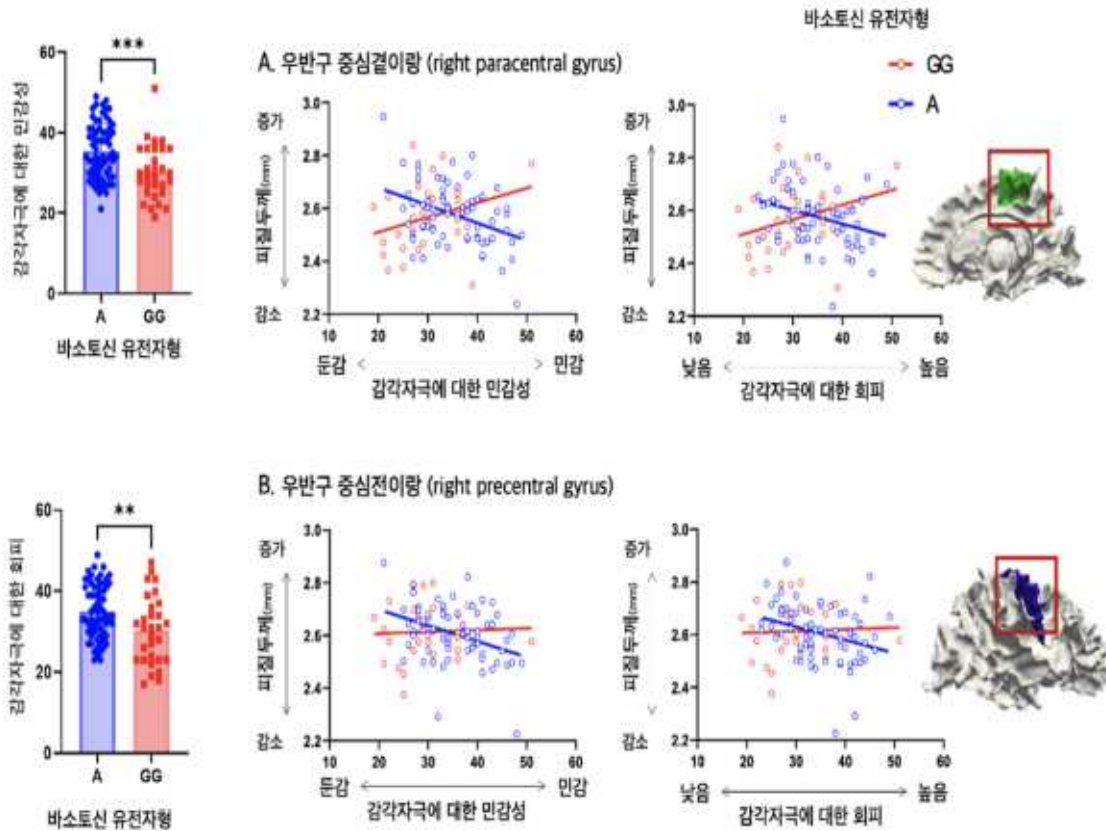 바소토신 유전자형
GG
A
***
감각자극에 대한 민감성
60
40
20
0
A GG
바소토신 유전자형
A. 우반구 중심곁이랑 (right paracentral gyrus)
증가
피질두께(mm)
감소
3.0
2.8
2.6
2.4
2.2
10 20 30 40 50 60
둔감 민감
감각자극에 대한 민감성
증가
피질두께(mm)
감소
3.0
2.8
2.6
2.4
2.2
10 20 30 40 50 60
낮음 높음
감각자극에 대한 회피
**
감각자극에 대한 회피
60
40
20
0
A GG
바소토신 유전자형
B. 우반구 중심전이랑 (right precentral gyrus)
증가
피질두께(mm)
감소
3.0
2.8
2.6
2.4
2.2
10 20 30 40 50 60
둔감 민감
감각자극에 대한 민감성
증가
피질두께(mm)
감소
3.0
2.8
2.6
2.4
2.2
10 20 30 40 50 60
낮음 높음
감각자극에 대한 회피